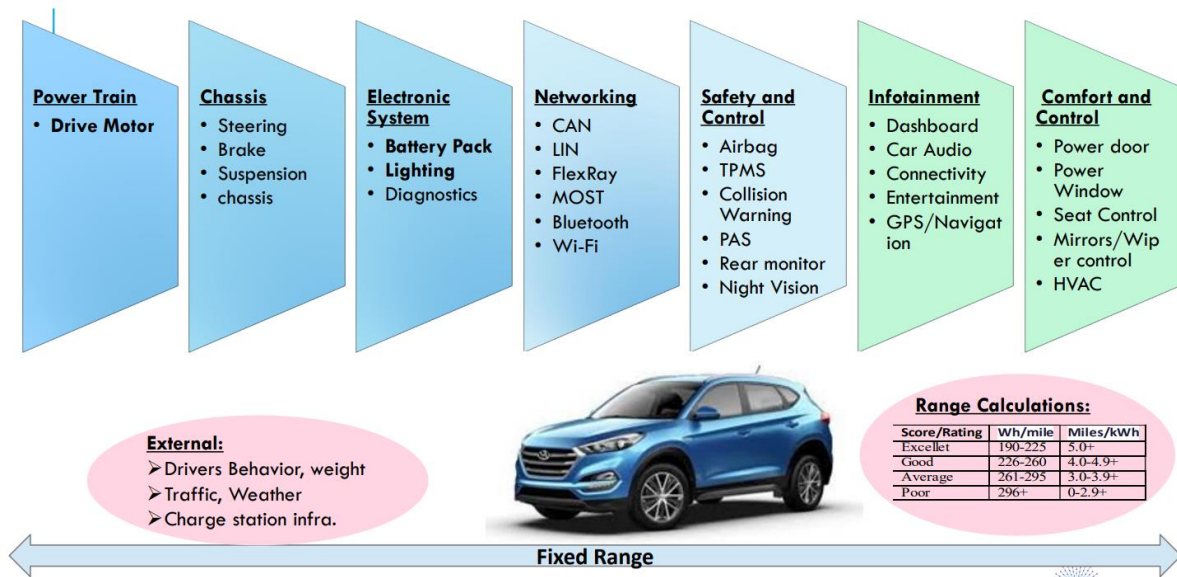 Power Train
• Drive Motor
Chassis
• Steering
• Brake
• Suspension
• chassis
Electronic
System
• Battery Pack
• Lighting
• Diagnostics
Networking
• CAN
• LIN
• FlexRay
• MOST
• Bluetooth
• Wi-Fi
Safety and
Control
• Airbag
• TPMS
• Collision
Warning
• PAS
• Rear monitor
• Night Vision
Infotainment
• Dashboard
• Car Audio
• Connectivity
• Entertainment
• GPS/Navigat
ion
Comfort and
Control
• Power door
• Power
Window
• Seat Control
• Mirrors/Wip
er control
• HVAC
External:
➢Drivers Behavior, weight
➢Traffic, Weather
➢Charge station infra.
Range Calculations:
Score/Rating Wh/mile Miles/kWh
Excellet 190-225 5.0+
Good 226-260 4.0-4.9+
Average 261-295 3.0-3.9+
Poor 296+ 0-2.9+
Fixed Range